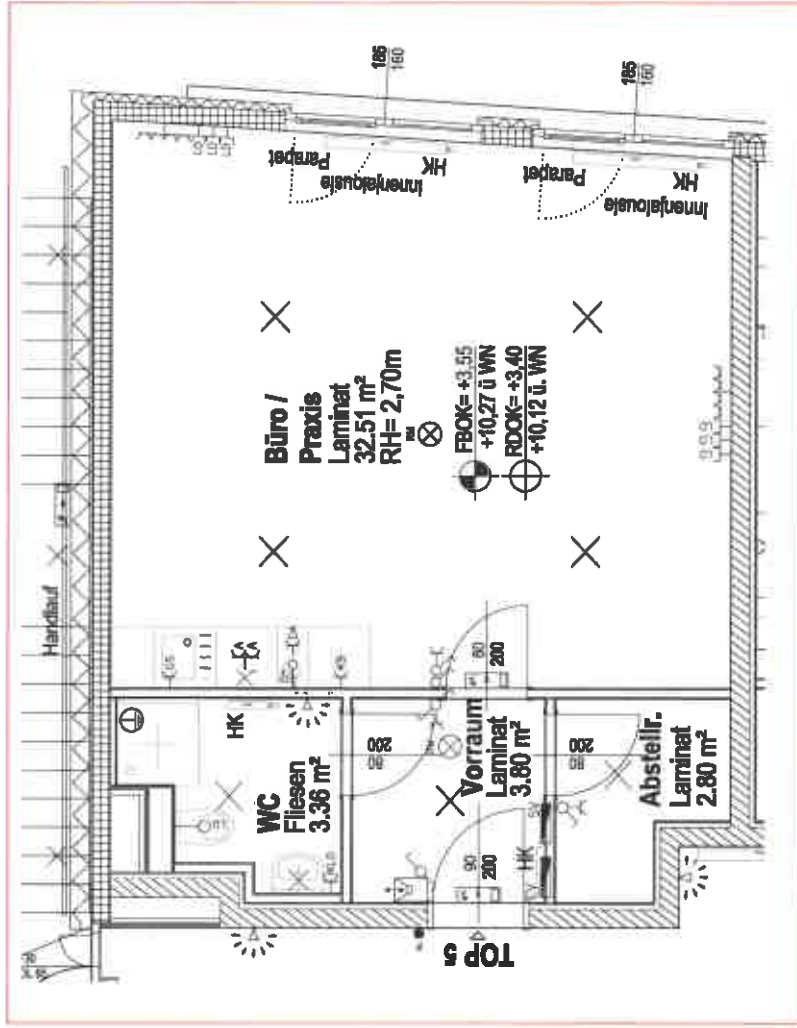 Handlauf
186
160
185
160
Parapet
Innenjalousie
HK
Parapet
Innenjalousie
HK
Büro /
Praxis
Laminat
32.51 m²
RH= 2,70m
RM
FBOK= +3,55
+10,27 ü WN
RDOK= +3,40
+10,12 ü. WN
HK
WC
Fliesen
3.36 m²
80
200
80
200
Vorraum
Laminat
3.80 m²
90
200
HK
80
200
Abstellr.
Laminat
2.80 m²
TOP 5